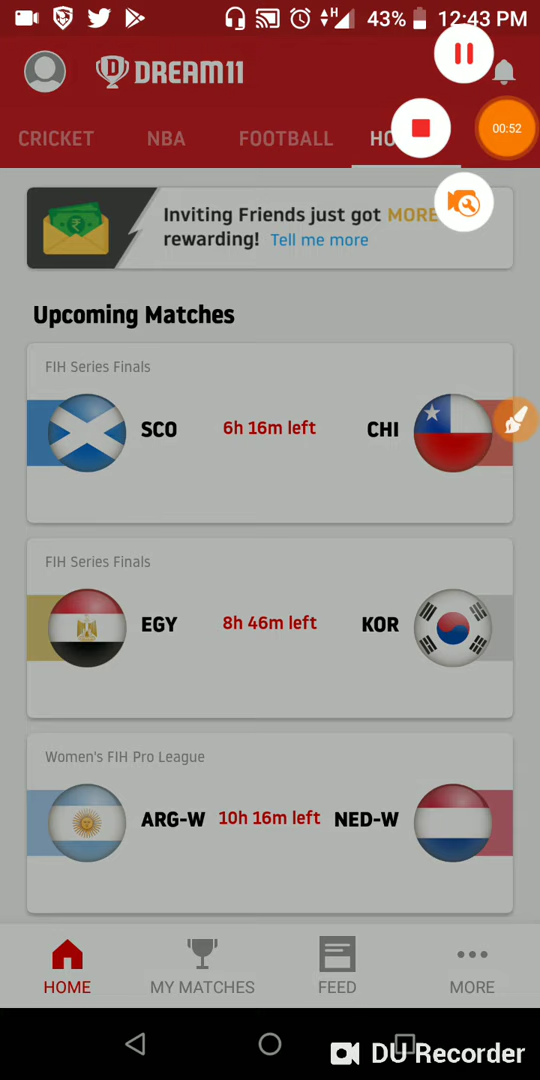 43% 12:43 PM
DREAM11
CRICKET NBA FOOTBALL HO
00:52
Inviting Friends just got MORE
rewarding! Tell me more
Upcoming Matches
FIH Series Finals
SCO 6h 16m left CHI
FIH Series Finals
EGY 8h 46m left KOR
Women's FIH Pro League
ARG-W 10h 16m left NED-W
HOME MY MATCHES FEED MORE
DU Recorder